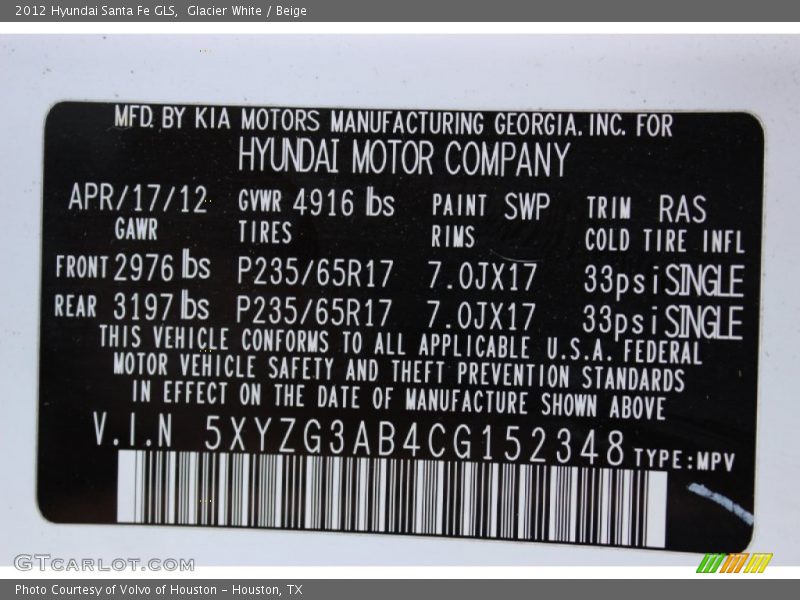 2012 Hyundai Santa Fe GLS, Glacier White / Beige
MFD. BY KIA MOTORS MANUFACTURING GEORGIA. INC. FOR
HYUNDAI MOTOR COMPANY
APR/17/12 GVWR 4916 lbs PAINT SWP TRIM RAS
GAWR TIRES RIMS COLD TIRE INFL
FRONT 2976 lbs P235/65R17 7.0JX17 33psi SINGLE
REAR 3197 lbs P235/65R17 7.0JX17 33psi SINGLE
THIS VEHICLE CONFORMS TO ALL APPLICABLE U.S.A. FEDERAL
MOTOR VEHICLE SAFETY AND THEFT PREVENTION STANDARDS
IN EFFECT ON THE DATE OF MANUFACTURE SHOWN ABOVE
V.I.N 5XYZG3AB4CG152348 TYPE:MPV
GTCARLOT.COM
Photo Courtesy of Volvo of Houston - Houston, TX